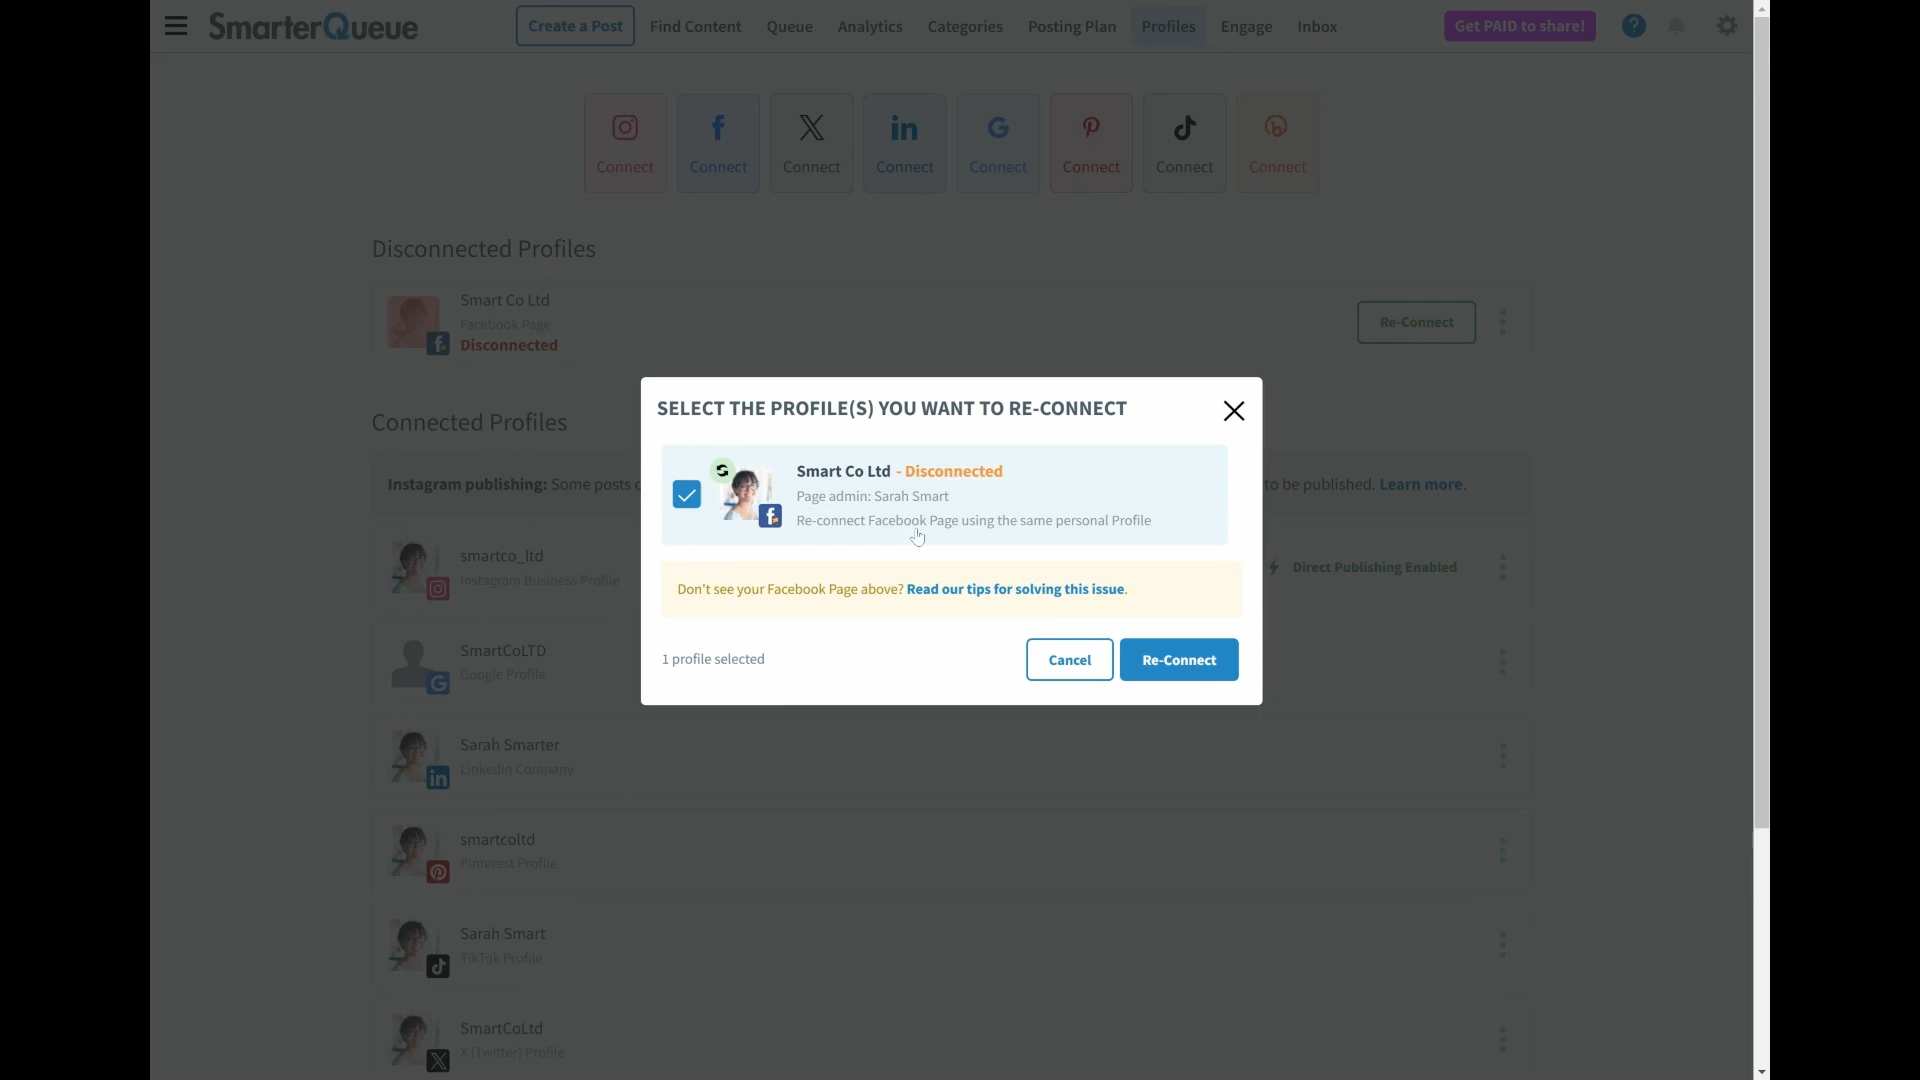 SmarterQueue
Create a Post
Find Content
Queue
Analytics
Categories
Posting Plan
Profiles
Engage
Inbox
Get PAID to share!
?
Connect
Connect
Connect
Connect
Connect
Connect
Connect
Connect
Disconnected Profiles
Smart Co Ltd
Facebook Page
Disconnected
Re-Connect
SELECT THE PROFILE(S) YOU WANT TO RE-CONNECT
Smart Co Ltd - Disconnected
Page admin: Sarah Smart
Re-connect Facebook Page using the same personal Profile
Don't see your Facebook Page above? Read our tips for solving this issue.
1 profile selected
Cancel
Re-Connect
Connected Profiles
Instagram publishing: Some posts
to be published. Learn more.
smartco_ltd
Instagram Business Profile
Direct Publishing Enabled
SmartCoLTD
Google Profile
Sarah Smarter
LinkedIn Company
smartcoltd
Pinterest Profile
Sarah Smart
TikTok Profile
SmartCoLtd
X (Twitter) Profile